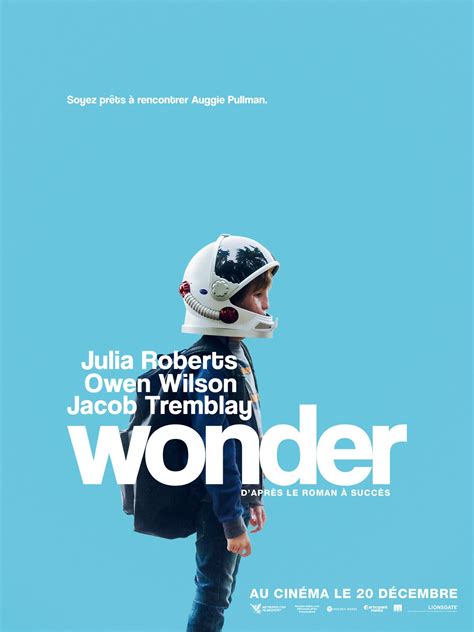 Soyez prêts à rencontrer Auggie Pullman.
Julia Roberts
Owen Wilson
Jacob Tremblay
wonder
D'APRÈS LE ROMAN À SUCCÈS
AU CINÉMA LE 20 DÉCEMBRE
LIONSGATE